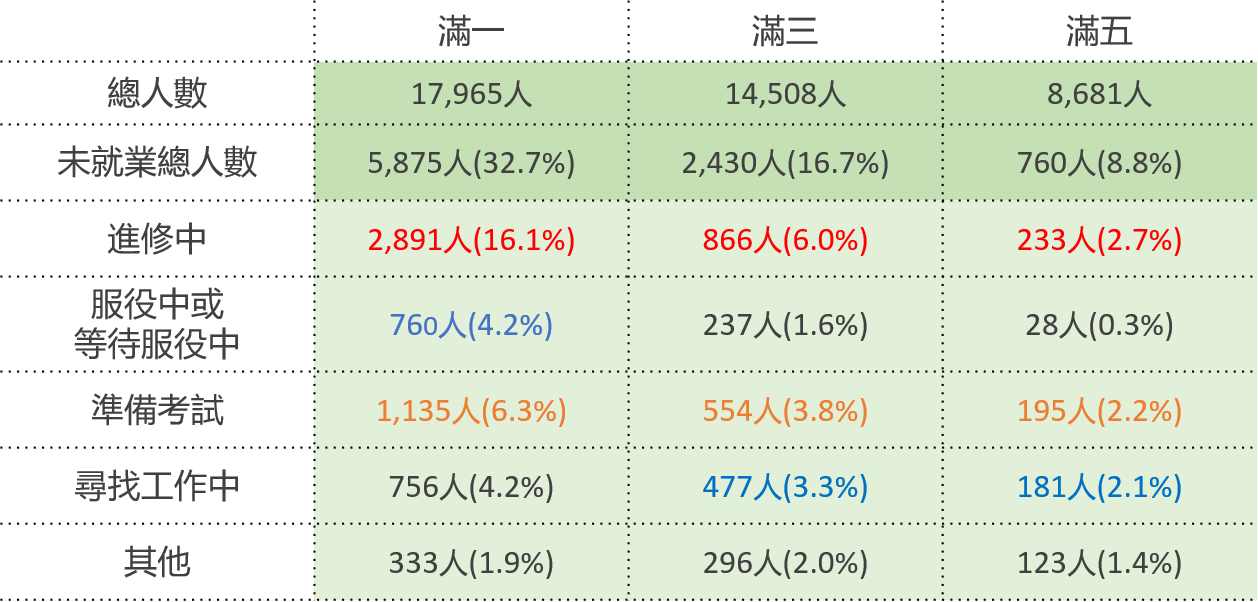 滿一 滿三 滿五
總人數 17,965人 14,508人 8,681人
未就業總人數 5,875人(32.7%) 2,430人(16.7%) 760人(8.8%)
進修中 2,891人(16.1%) 866人(6.0%) 233人(2.7%)
服役中或
等待服役中 760人(4.2%) 237人(1.6%) 28人(0.3%)
準備考試 1,135人(6.3%) 554人(3.8%) 195人(2.2%)
尋找工作中 756人(4.2%) 477人(3.3%) 181人(2.1%)
其他 333人(1.9%) 296人(2.0%) 123人(1.4%)